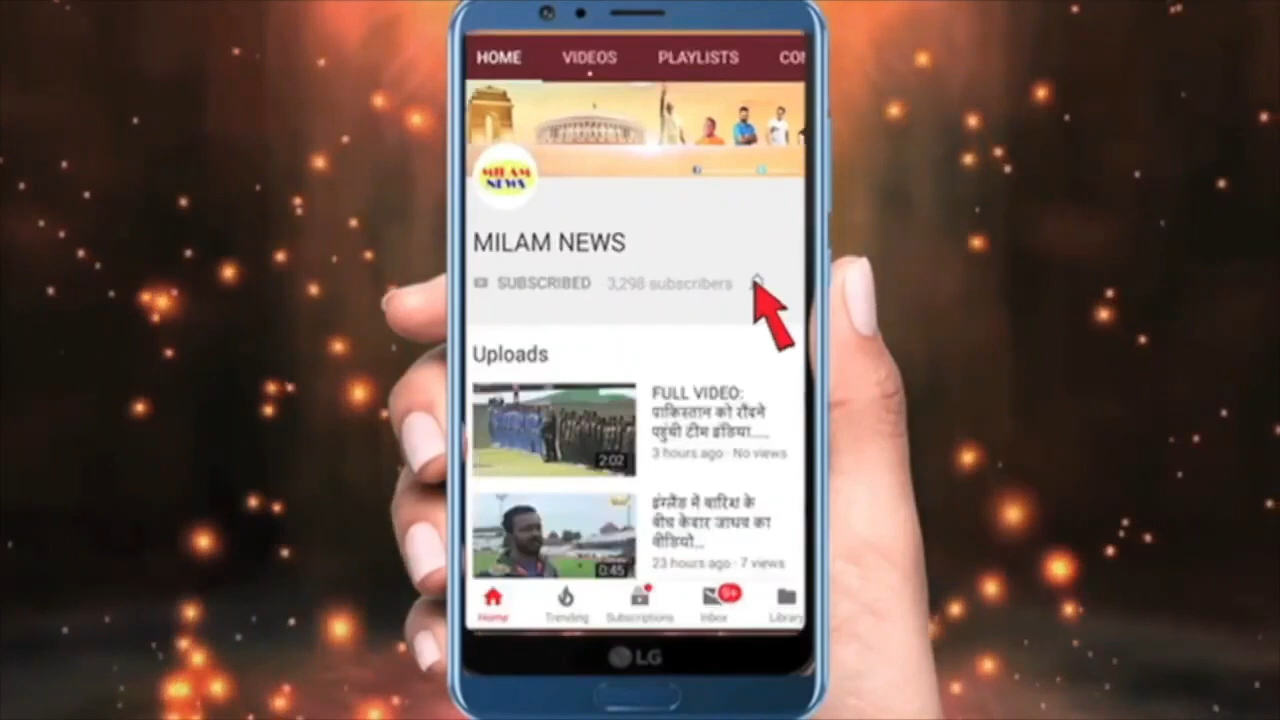 HOME VIDEOS PLAYLISTS
MILAM
NEWS
MILAM NEWS
SUBSCRIBED 3,298 subscribers
Uploads
FULL VIDEO:
पाकिस्तान को रौंदने
पहुंची टीम इंडिया.....
3 hours ago · No views
2:02
इंग्लैंड में बारिश के
बीच केदार जाधव का
वीडियो...
23 hours ago · 7 views
0:45
9+
Home Trending Subscriptions Inbox Library
LG